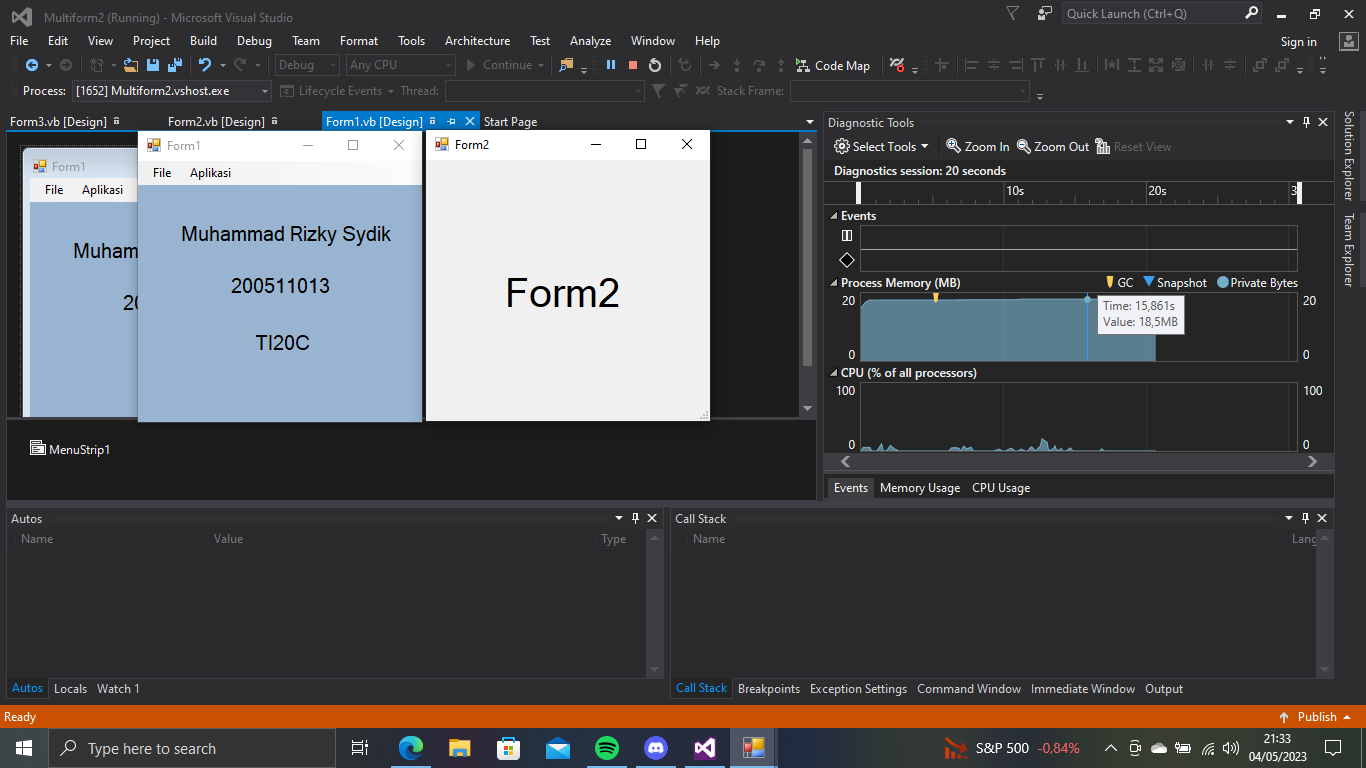 Multiform2 (Running) - Microsoft Visual Studio
Quick Launch (Ctrl+Q)
File Edit View Project Build Debug Team Format Tools Architecture Test Analyze Window Help
Sign in
Debug Any CPU Continue Code Map
Process: [1652] Multiform2.vshost.exe Lifecycle Events Thread: Stack Frame:
Form3.vb [Design] Form2.vb [Design] Form1.vb [Design] Start Page
Form1
File Aplikasi
Muham
20
Form1
File Aplikasi
Muhammad Rizky Sydik
200511013
TI20C
Form2
Form2
MenuStrip1
Diagnostic Tools
Select Tools Zoom In Zoom Out Reset View
Diagnostics session: 20 seconds
10s 20s 3
Events
Process Memory (MB) GC Snapshot Private Bytes
20 20
Time: 15,861s
Value: 18,5MB
0 0
CPU (% of all processors)
100 100
0 0
Events Memory Usage CPU Usage
Solution Explorer
Team Explorer
Autos
Name Value Type
Autos Locals Watch 1
Call Stack
Name Lang
Call Stack Breakpoints Exception Settings Command Window Immediate Window Output
Ready
Publish
Type here to search
S&P 500 -0,84%
21:33
04/05/2023